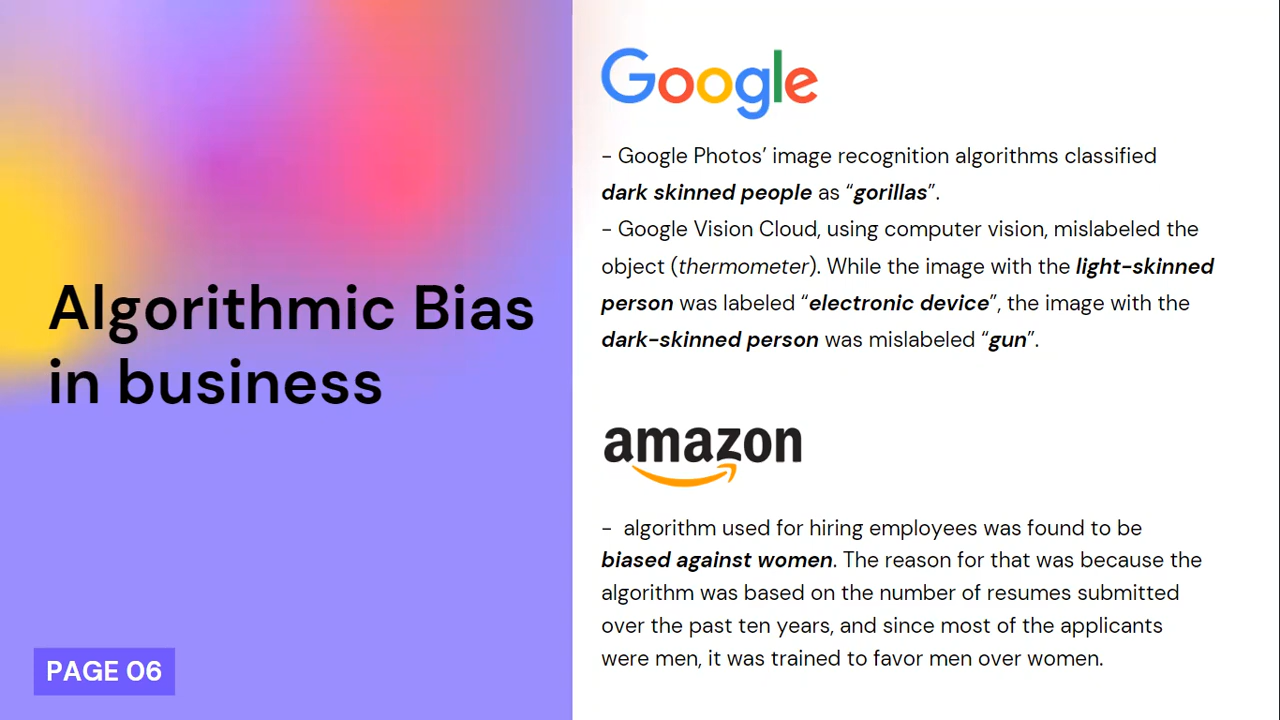 Algorithmic Bias
in business
PAGE 06
Google
- Google Photos’ image recognition algorithms classified
dark skinned people as “gorillas”.
- Google Vision Cloud, using computer vision, mislabeled the
object (thermometer). While the image with the light-skinned
person was labeled “electronic device”, the image with the
dark-skinned person was mislabeled “gun”.
amazon
- algorithm used for hiring employees was found to be
biased against women. The reason for that was because the
algorithm was based on the number of resumes submitted
over the past ten years, and since most of the applicants
were men, it was trained to favor men over women.